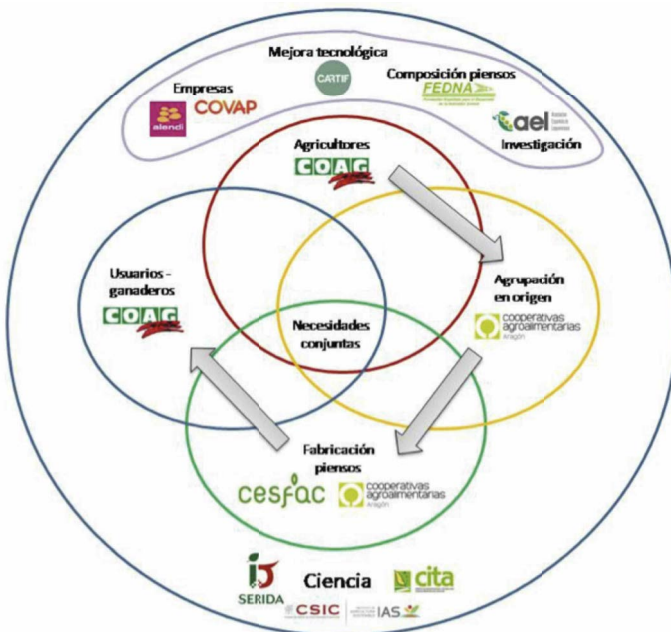 Mejora tecnológica
CARTIF
Empresas
alendi
COVAP
Composición piensos
FEDNA
ael
Investigación
Agricultores
COAG
Usuarios -
ganaderos
COAG
Agrupación
en origen
cooperativas
agroalimentarias
Aragón
Necesidades
conjuntas
Fabricación
piensos
cesfac
cooperativas
agroalimentarias
Aragón
SERIDA
Ciencia
cita
CSIC
IAS